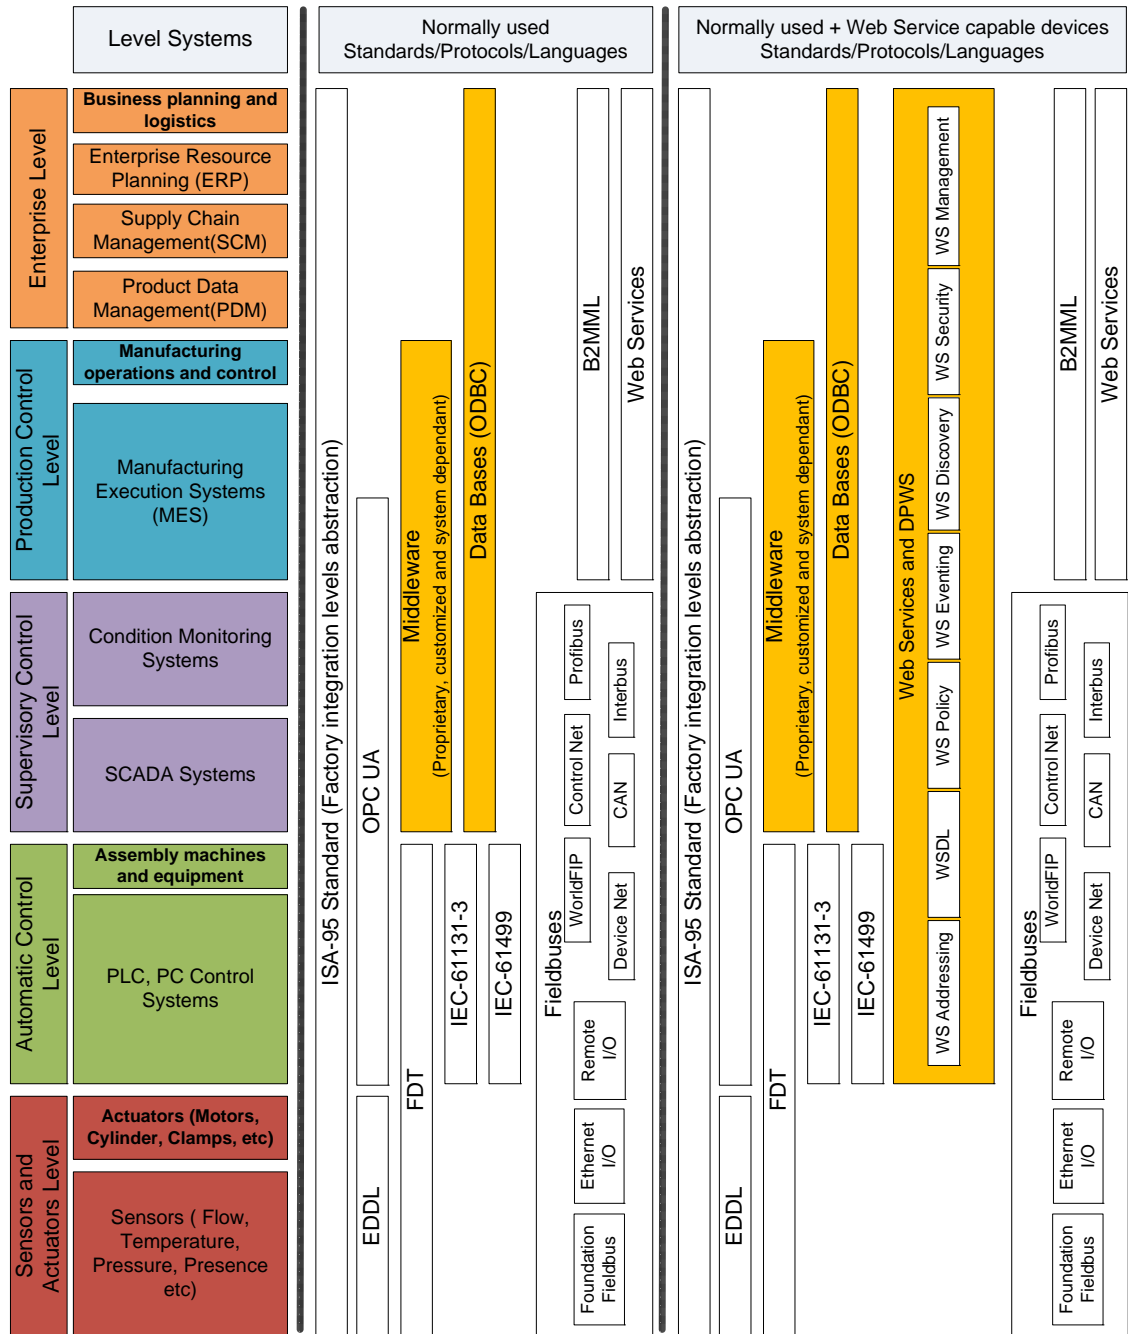 Level Systems
Normally used
Standards/Protocols/Languages
Normally used + Web Service capable devices
Standards/Protocols/Languages
Enterprise Level
Business planning and
logistics
Enterprise Resource
Planning (ERP)
Supply Chain
Management(SCM)
Product Data
Management(PDM)
Production Control
Level
Manufacturing
operations and control
Manufacturing
Execution Systems
(MES)
Supervisory Control
Level
Condition Monitoring
Systems
SCADA Systems
Automatic Control
Level
Assembly machines
and equipment
PLC, PC Control
Systems
Sensors and
Actuators Level
Actuators (Motors,
Cylinder, Clamps, etc)
Sensors ( Flow,
Temperature,
Pressure, Presence
etc)
ISA-95 Standard (Factory integration levels abstraction)
OPC UA
EDDL
Middleware
(Proprietary, customized and system dependant)
FDT
Data Bases (ODBC)
IEC-61131-3
IEC-61499
B2MML
Web Services
Fieldbuses
Profibus
Interbus
Control Net
CAN
WorldFIP
Device Net
Remote
I/O
Ethernet
I/O
Foundation
Fieldbus
ISA-95 Standard (Factory integration levels abstraction)
OPC UA
EDDL
Middleware
(Proprietary, customized and system dependant)
FDT
Data Bases (ODBC)
IEC-61131-3
IEC-61499
Web Services and DPWS
WS Management
WS Security
WS Discovery
WS Eventing
WS Policy
WSDL
WS Addressing
B2MML
Web Services
Fieldbuses
Profibus
Interbus
Control Net
CAN
WorldFIP
Device Net
Remote
I/O
Ethernet
I/O
Foundation
Fieldbus